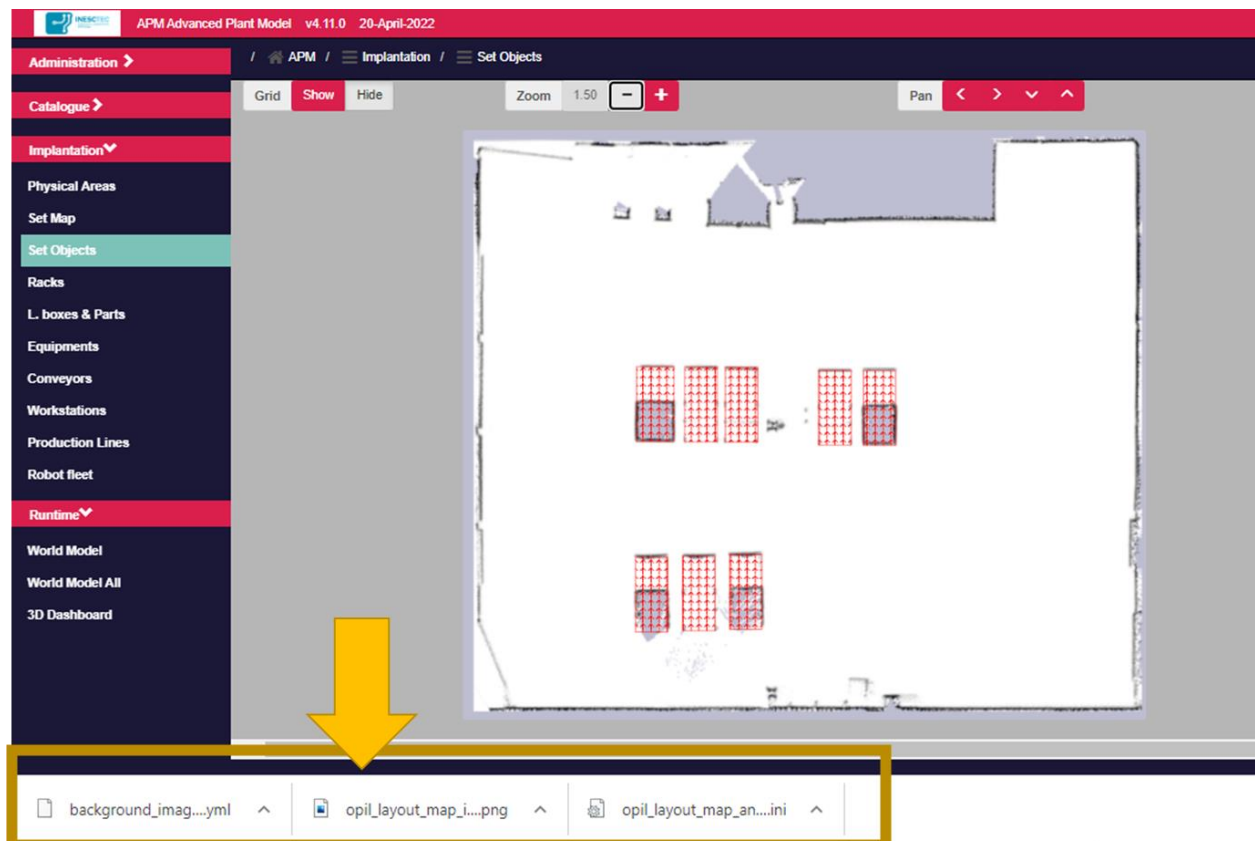 INESCTEC
APM Advanced Plant Model v4.11.0 20-April-2022
Administration
/ APM / Implantation / Set Objects
Catalogue
Grid Show Hide Zoom 1.50 - + Pan
Implantation
Physical Areas
Set Map
Set Objects
Racks
L. boxes & Parts
Equipments
Conveyors
Workstations
Production Lines
Robot fleet
Runtime
World Model
World Model All
3D Dashboard
background_imag....yml
opil_layout_map_i....png
opil_layout_map_an....ini